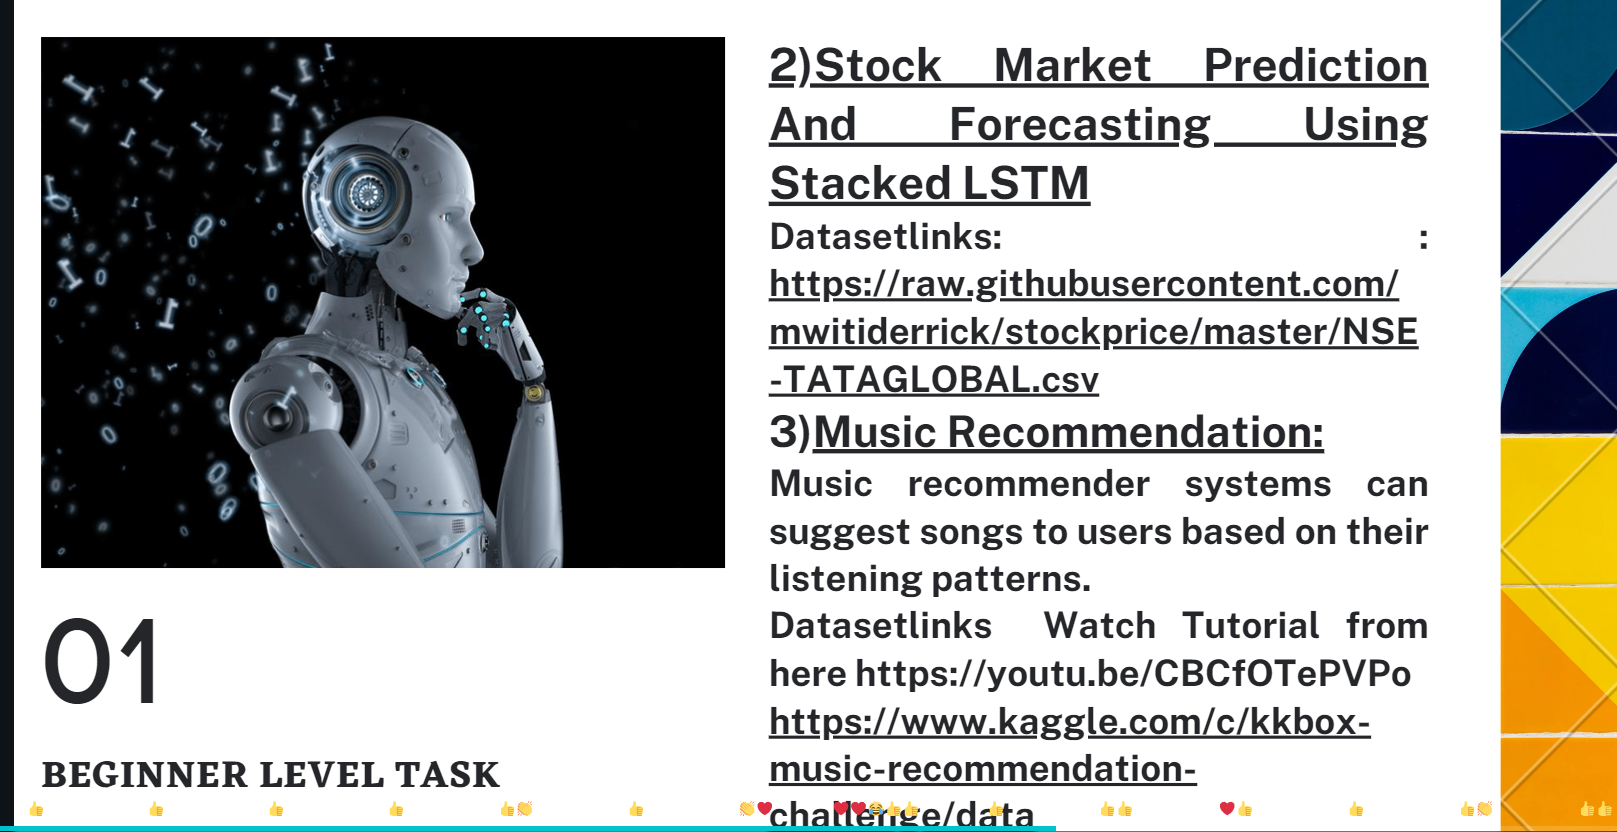 01
BEGINNER LEVEL TASK
2)Stock Market Prediction
And Forecasting Using
Stacked LSTM
Datasetlinks: :
https://raw.githubusercontent.com/
mwitiderrick/stockprice/master/NSE
-TATAGLOBAL.csv
3)Music Recommendation:
Music recommender systems can
suggest songs to users based on their
listening patterns.
Datasetlinks Watch Tutorial from
here https://youtu.be/CBCfOTePVPo
https://www.kaggle.com/c/kkbox-
music-recommendation-
challenge/data